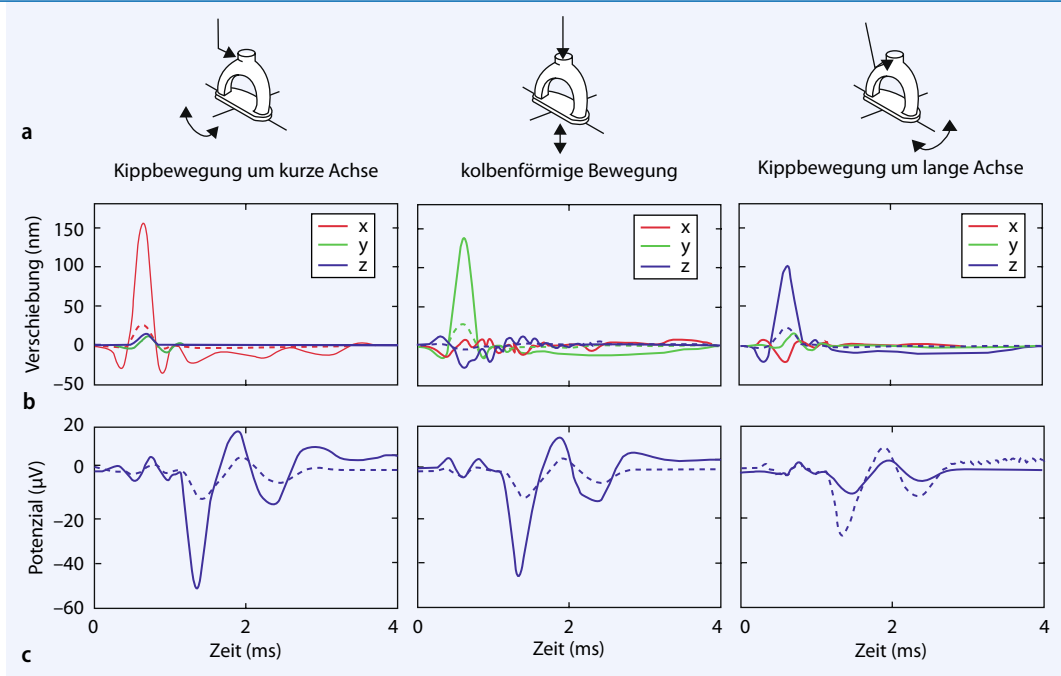 a
Kippbewegung um kurze Achse
kolbenförmige Bewegung
Kippbewegung um lange Achse
Verschiebung (nm)
150
100
50
0
−50
x
y
z
x
y
z
x
y
z
b
Potenzial (µV)
20
0
−20
−40
−60
0 2 4
Zeit (ms)
0 2 4
Zeit (ms)
0 2 4
Zeit (ms)
c